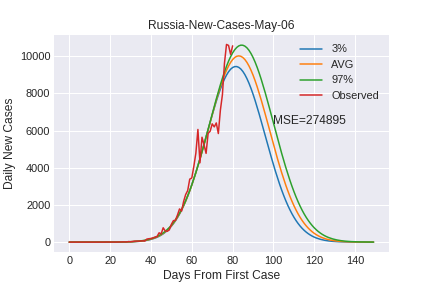 Russia-New-Cases-May-06
Daily New Cases
10000
8000
6000
4000
2000
0
3%
AVG
97%
Observed
MSE=274895
0 20 40 60 80 100 120 140
Days From First Case